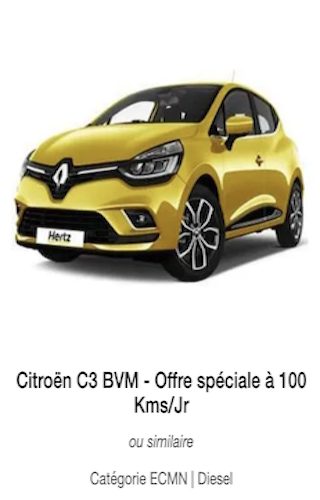 Hertz
Citroën C3 BVM - Offre spéciale à 100
Kms/Jr
ou similaire
Catégorie ECMN | Diesel